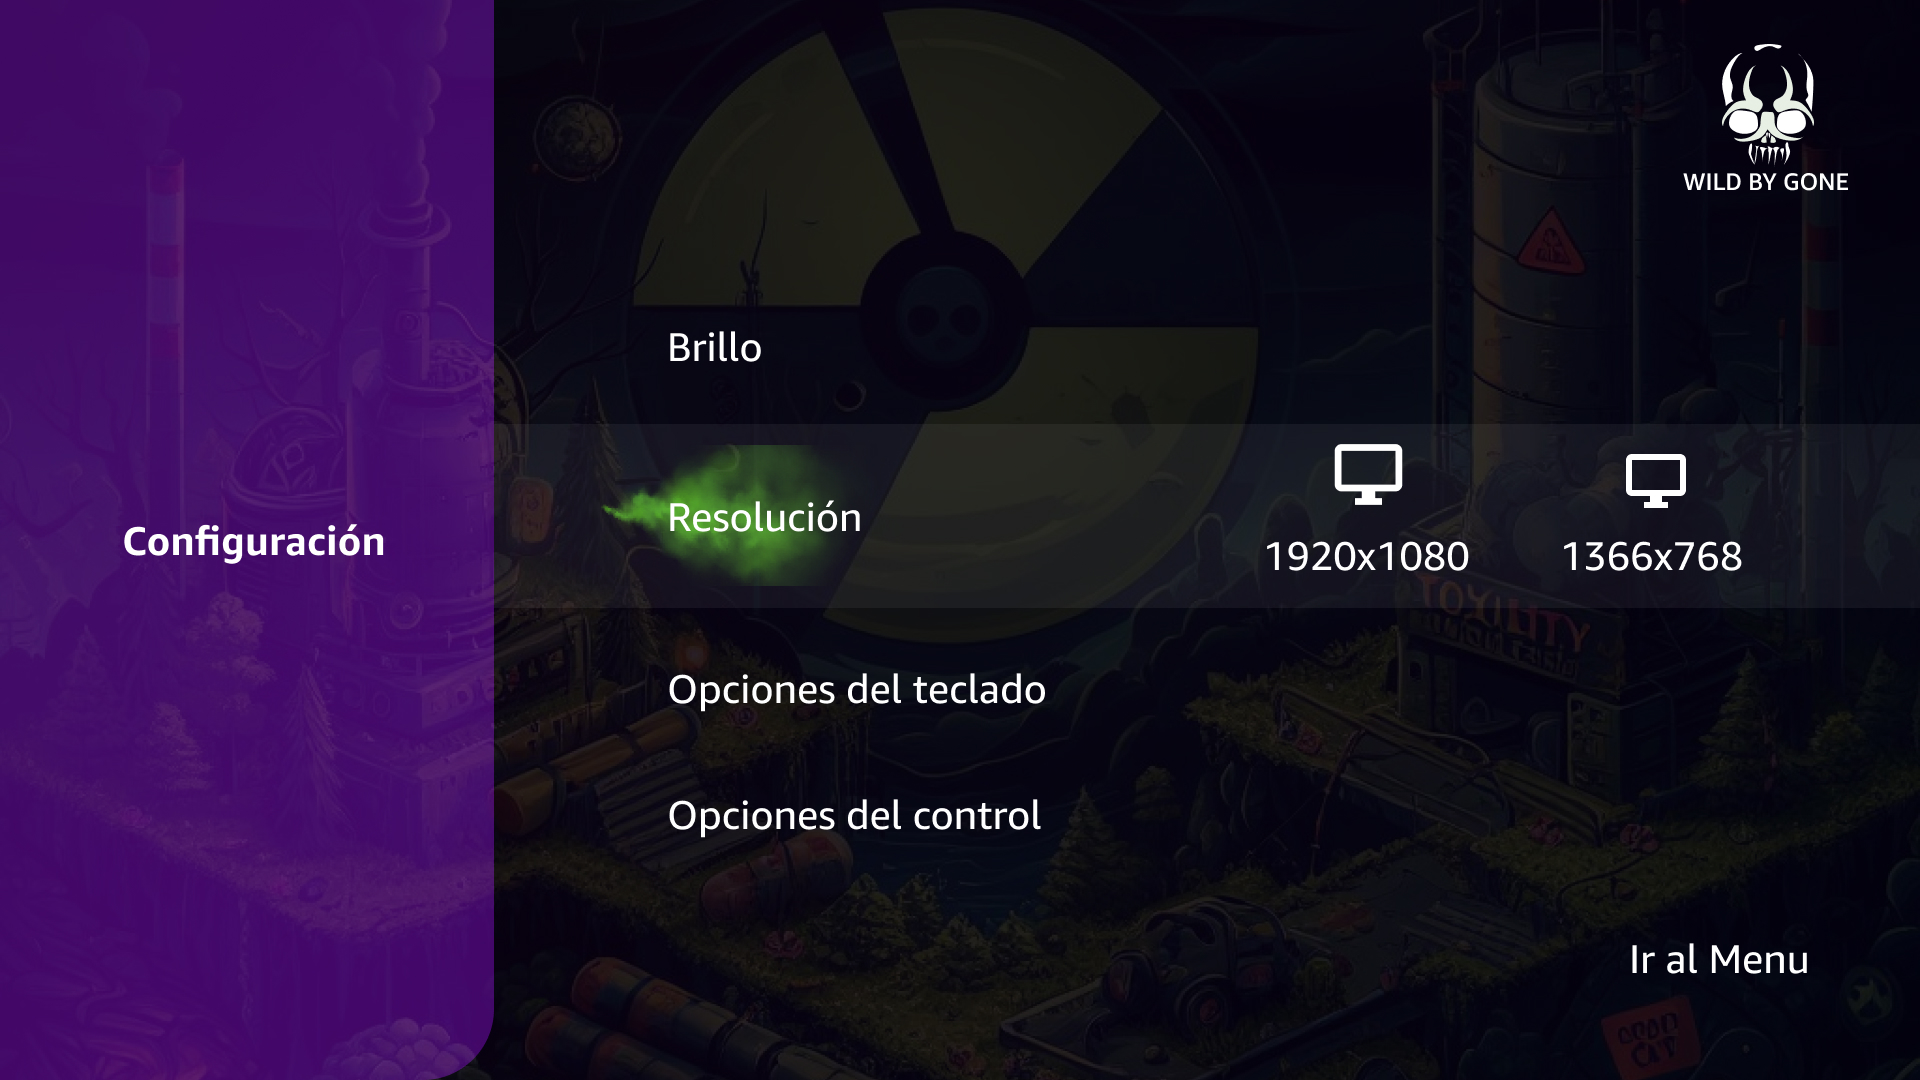 WILD BY GONE
Brillo
Resolución
1920x1080
1366x768
Configuración
Opciones del teclado
Opciones del control
Ir al Menu